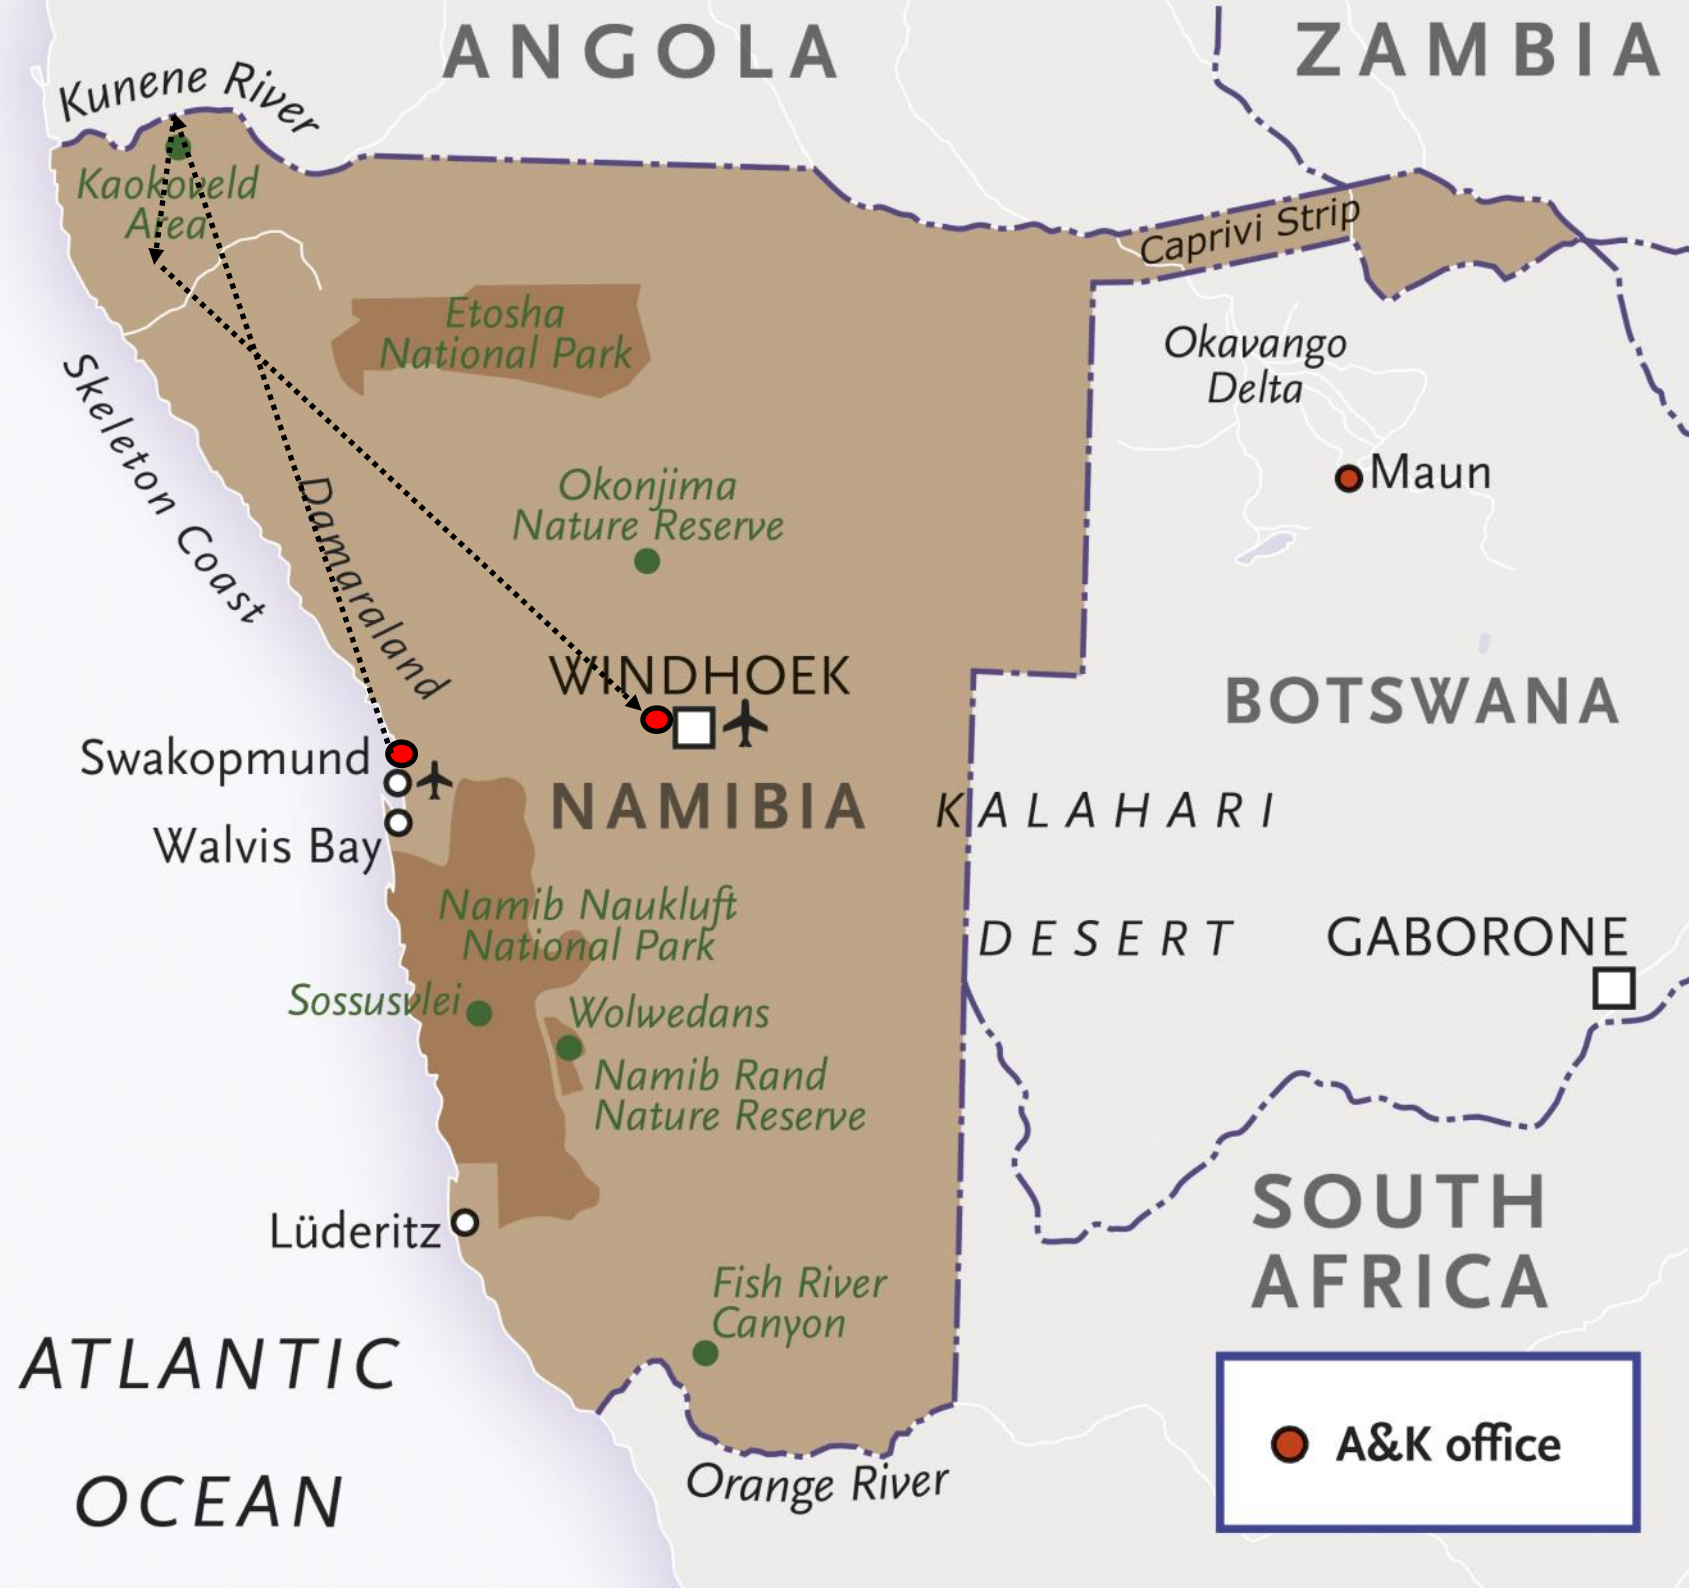 ANGOLA
ZAMBIA
Kunene River
Kaokoveld
Area
Caprivi Strip
Etosha
National Park
Okavango
Delta
Skeleton Coast
Maun
Damaraland
Okonjima
Nature Reserve
WINDHOEK
BOTSWANA
Swakopmund
NAMIBIA
KALAHARI
Walvis Bay
Namib Naukluft
National Park
DESERT
GABORONE
Sossusvlei
Wolwedans
Namib Rand
Nature Reserve
SOUTH
AFRICA
Lüderitz
Fish River
Canyon
ATLANTIC
OCEAN
Orange River
A&K office